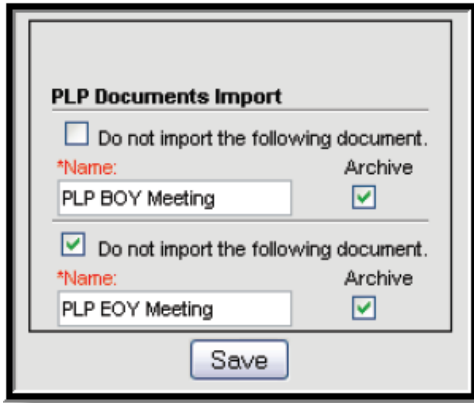 PLP Documents Import
Do not import the following document.
*Name: Archive
PLP BOY Meeting
Do not import the following document.
*Name: Archive
PLP EOY Meeting
Save